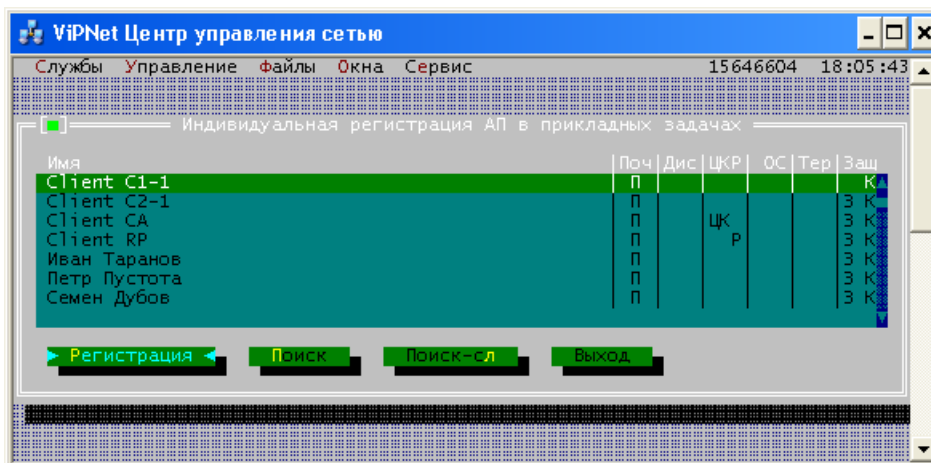 ViPNet Центр управления сетью
Службы Управление Файлы Окна Сервис 15646604 18:05:43
Индивидуальная регистрация АП в прикладных задачах
Имя |Поч|Дис|ЦКР| ОС|Тер|Защ
Client C1-1 П К
Client C2-1 П З К
Client CA П ЦК З К
Client RP П Р З К
Иван Таранов П З К
Петр Пустота П З К
Семен Дубов П З К
Регистрация Поиск Поиск-сл Выход